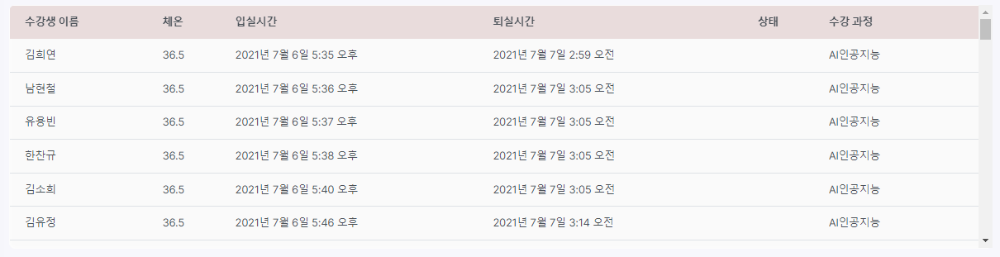 수강생 이름 체온 입실시간 퇴실시간 상태 수강 과정
김희연 36.5 2021년 7월 6일 5:35 오후 2021년 7월 7일 2:59 오전 AI인공지능
남현철 36.5 2021년 7월 6일 5:36 오후 2021년 7월 7일 3:05 오전 AI인공지능
유용빈 36.5 2021년 7월 6일 5:37 오후 2021년 7월 7일 3:05 오전 AI인공지능
한찬규 36.5 2021년 7월 6일 5:38 오후 2021년 7월 7일 3:05 오전 AI인공지능
김소희 36.5 2021년 7월 6일 5:40 오후 2021년 7월 7일 3:05 오전 AI인공지능
김유정 36.5 2021년 7월 6일 5:46 오후 2021년 7월 7일 3:14 오전 AI인공지능